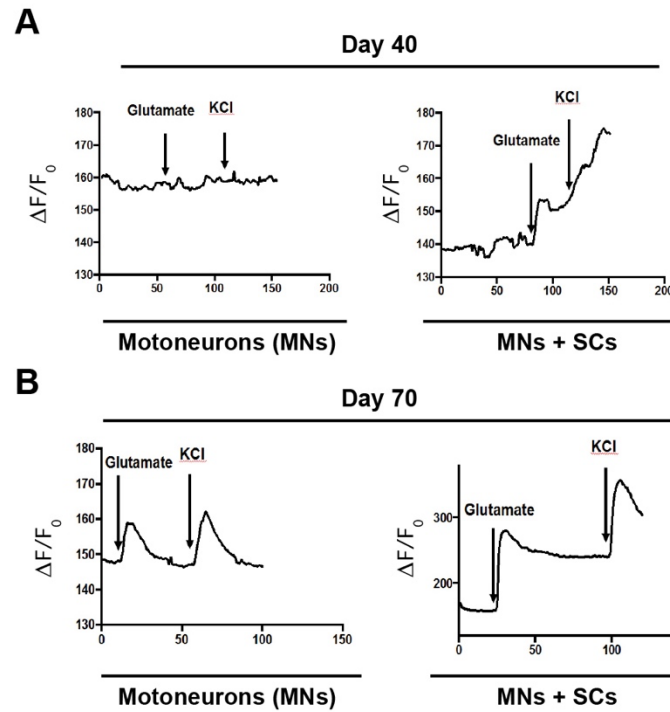 A
Day 40
Glutamate
KCl
180
170
160
150
140
130
ΔF/F0
0
50
100
150
200
Motoneurons (MNs)
KCl
Glutamate
180
170
160
150
140
130
ΔF/F0
0
50
100
150
200
MNs + SCs
B
Day 70
Glutamate
KCl
180
170
160
150
140
130
ΔF/F0
0
50
100
150
Motoneurons (MNs)
KCl
Glutamate
300
200
ΔF/F0
0
50
100
MNs + SCs